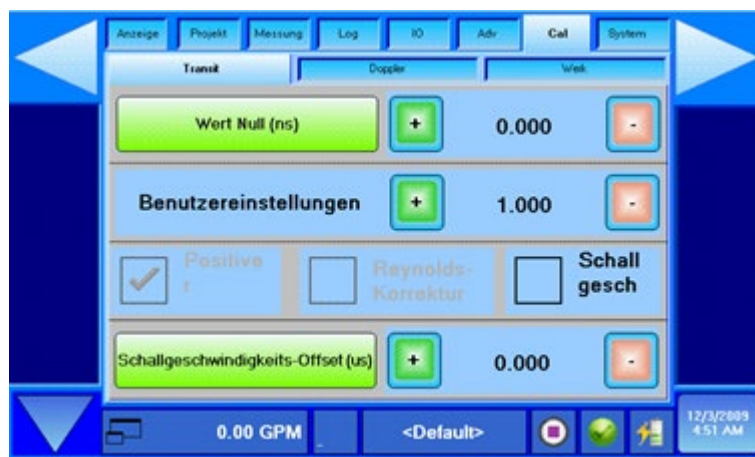 Anzeige Projekt Messung Log IO Adv Cal System
Transit Doppler Werk
Wert Null (ns) + 0.000 -
Benutzereinstellungen + 1.000 -
Positive
r
Reynolds-
Korrektur
Schall
gesch
Schallgeschwindigkeits-Offset (us) + 0.000 -
0.00 GPM _ <Default>
12/3/2009
4:51 AM